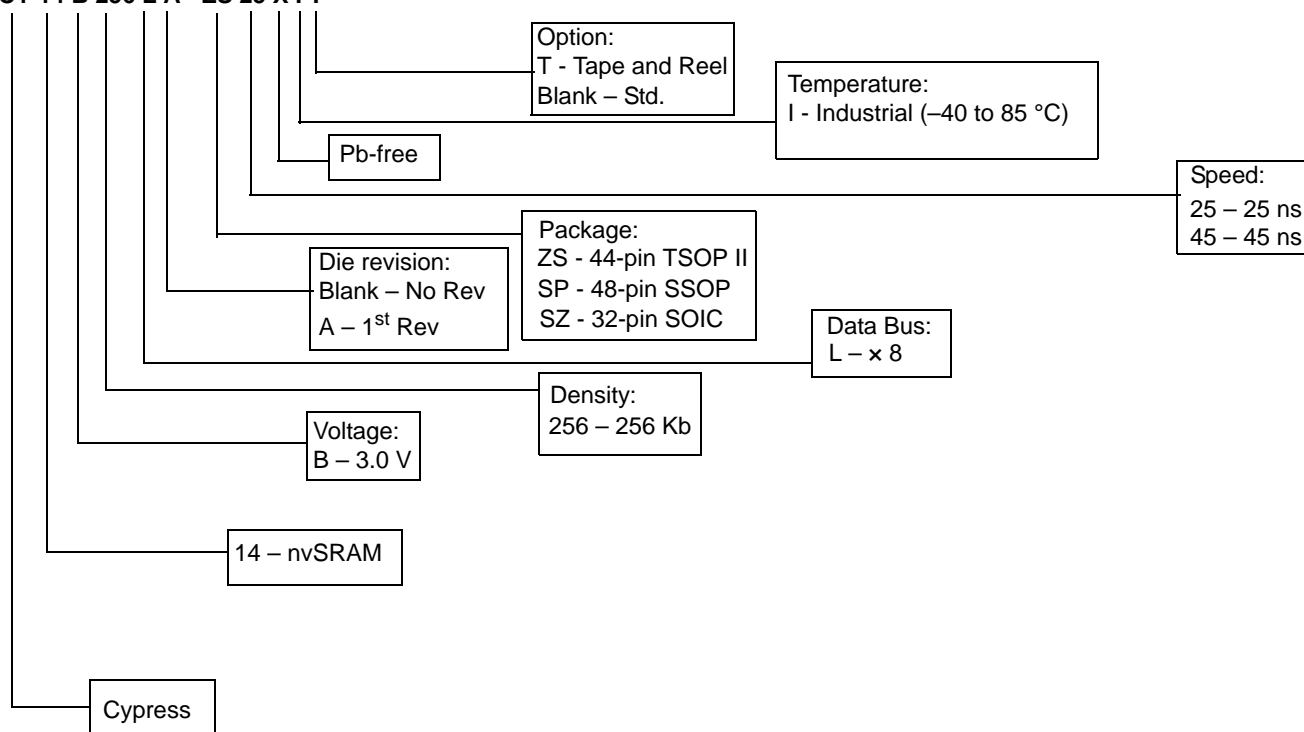 Option:
T - Tape and Reel
Blank – Std.
Temperature:
I - Industrial (–40 to 85 °C)
Pb-free
Speed:
25 – 25 ns
45 – 45 ns
Package:
ZS - 44-pin TSOP II
SP - 48-pin SSOP
SZ - 32-pin SOIC
Die revision:
Blank – No Rev
A – 1st Rev
Data Bus:
L – × 8
Density:
256 – 256 Kb
Voltage:
B – 3.0 V
14 – nvSRAM
Cypress